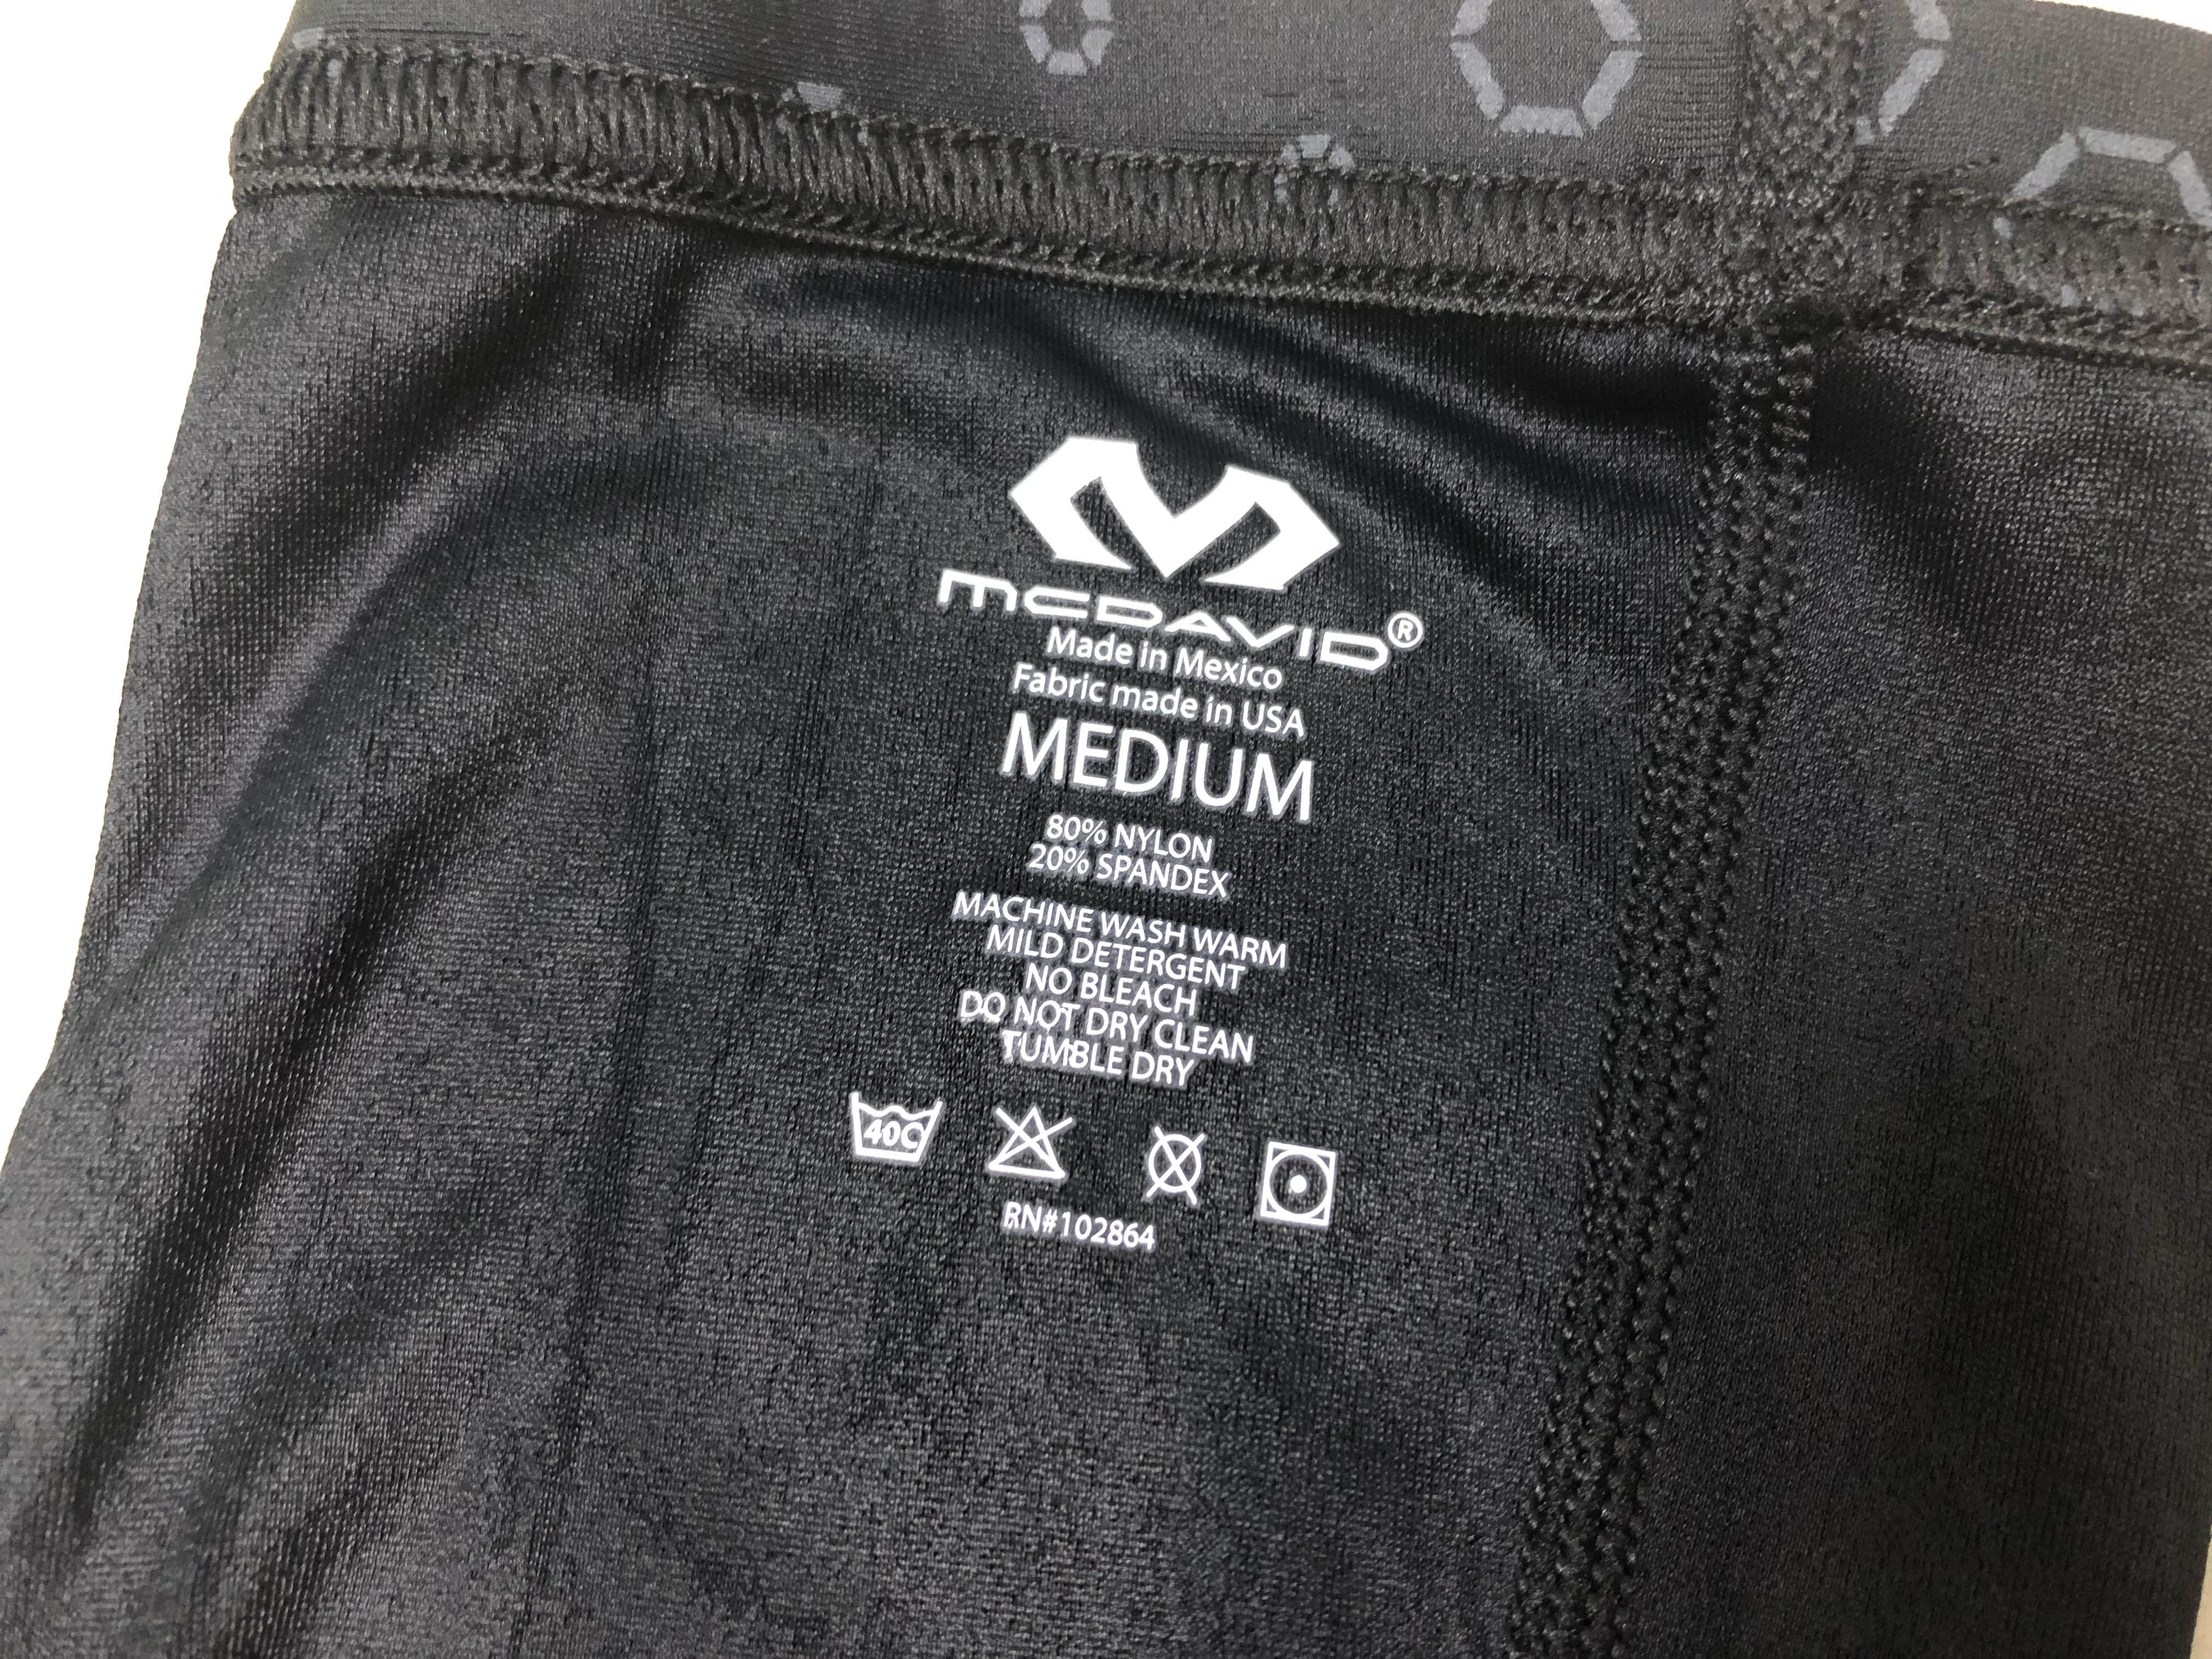 McDAVID®
Made in Mexico
Fabric made in USA
MEDIUM
80% NYLON
20% SPANDEX
MACHINE WASH WARM
MILD DETERGENT
NO BLEACH
DO NOT DRY CLEAN
TUMBLE DRY
40C
RN#102864